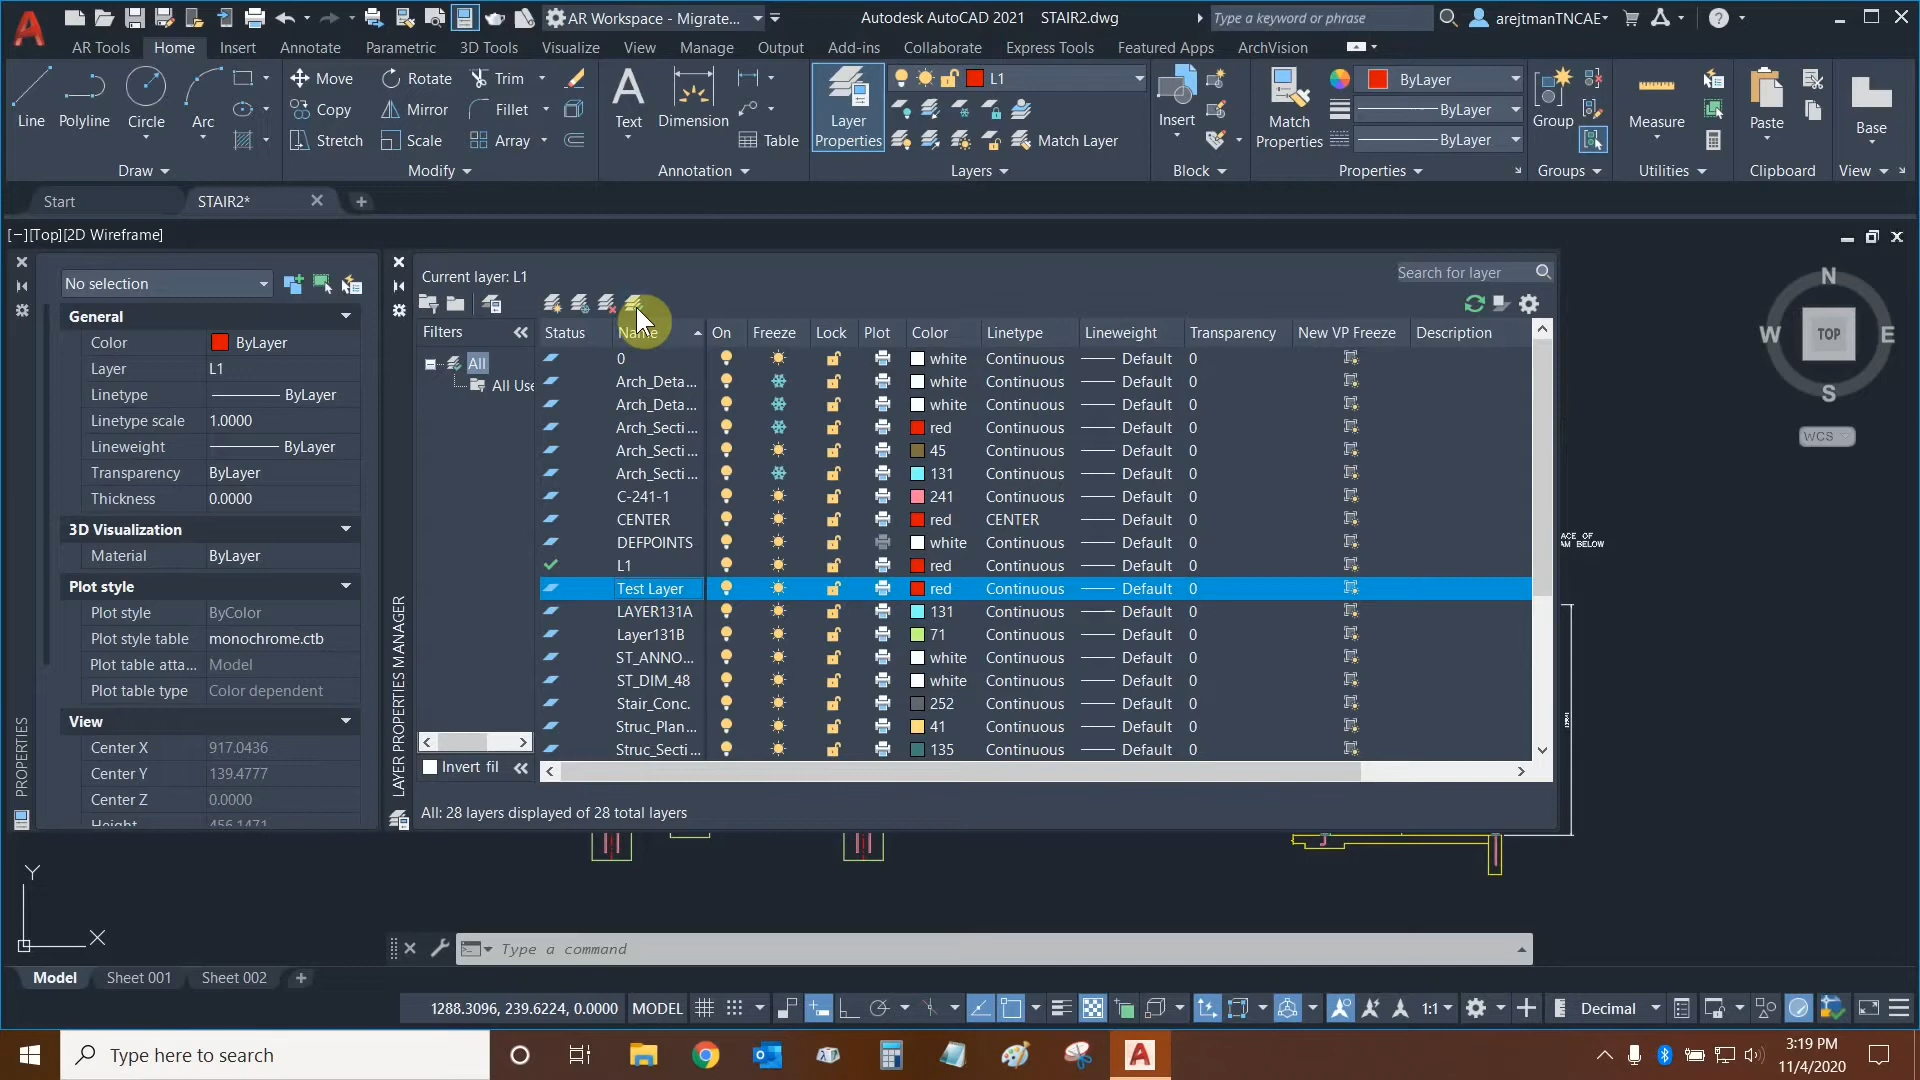 AR Workspace - Migrate...
Autodesk AutoCAD 2021 STAIR2.dwg
Type a keyword or phrase
arejtmanTNCAE
AR Tools Home Insert Annotate Parametric 3D Tools Visualize View Manage Output Add-ins Collaborate Express Tools Featured Apps ArchVision
Line Polyline Circle Arc
Move Rotate Trim
Copy Mirror Fillet
Stretch Scale Array
Text Dimension Table
Layer Properties
L1
Match Layer
Insert
Match Properties
ByLayer
ByLayer
ByLayer
Group Measure Paste Base
Draw Modify Annotation Layers Block Properties Groups Utilities Clipboard View
Start STAIR2*
[−][Top][2D Wireframe]
No selection
General
Color ByLayer
Layer L1
Linetype ByLayer
Linetype scale 1.0000
Lineweight ByLayer
Transparency ByLayer
Thickness 0.0000
3D Visualization
Material ByLayer
Plot style
Plot style ByColor
Plot style table monochrome.ctb
Plot table atta... Model
Plot table type Color dependent
View
Center X 917.0436
Center Y 139.4777
Center Z 0.0000
Height 456.1471
PROPERTIES
LAYER PROPERTIES MANAGER
Current layer: L1
Search for layer
Filters
All
All Use
Invert fil
Status Name On Freeze Lock Plot Color Linetype Lineweight Transparency New VP Freeze Description
0 white Continuous Default 0
Arch_Deta... white Continuous Default 0
Arch_Deta... white Continuous Default 0
Arch_Secti... red Continuous Default 0
Arch_Secti... 45 Continuous Default 0
Arch_Secti... 131 Continuous Default 0
C-241-1 241 Continuous Default 0
CENTER red CENTER Default 0
DEFPOINTS white Continuous Default 0
L1 red Continuous Default 0
Test Layer red Continuous Default 0
LAYER131A 131 Continuous Default 0
Layer131B 71 Continuous Default 0
ST_ANNO... white Continuous Default 0
ST_DIM_48 white Continuous Default 0
Stair_Conc. 252 Continuous Default 0
Struc_Plan... 41 Continuous Default 0
Struc_Secti... 135 Continuous Default 0
All: 28 layers displayed of 28 total layers
N
W TOP E
S
WCS
ACE OF
AM BELOW
Y
X
Type a command
Model Sheet 001 Sheet 002
1288.3096, 239.6224, 0.0000 MODEL
1:1
Decimal
Type here to search
3:19 PM
11/4/2020